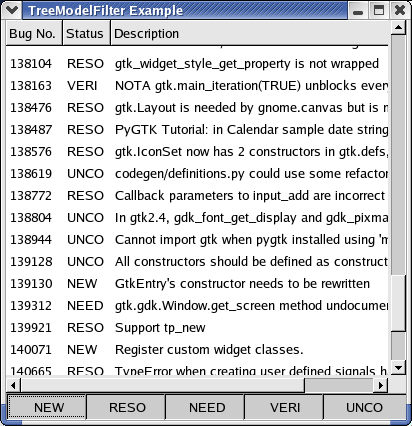 TreeModelFilter Example
Bug No. Status Description
138104 RESO gtk_widget_style_get_property is not wrapped
138163 VERI NOTA gtk.main_iteration(TRUE) unblocks ever
138476 RESO gtk.Layout is needed by gnome.canvas but is
138487 RESO PyGTK Tutorial: in Calendar sample date string
138576 RESO gtk.IconSet now has 2 constructors in gtk.defs,
138619 UNCO codegen/definitions.py could use some refactor
138772 RESO Callback parameters to input_add are incorrect
138804 UNCO In gtk2.4, gdk_font_get_display and gdk_pixma
138944 UNCO Cannot import gtk when pygtk installed using 'm
139128 UNCO All constructors should be defined as construct
139130 NEW GtkEntry's constructor needs to be rewritten
139312 NEED gtk.gdk.Window.get_screen method undocumen
139921 RESO Support tp_new
140071 NEW Register custom widget classes.
140665 RESO TypeError when creating user defined signals h
NEW RESO NEED VERI UNCO